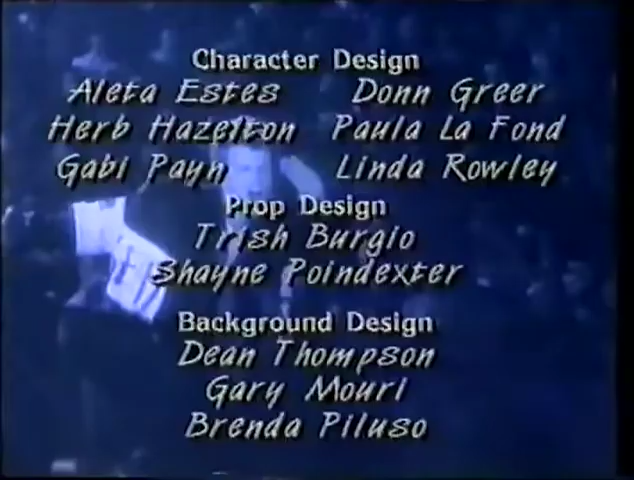 Character Design
Aleta Estes Donn Greer
Herb Hazelton Paula La Fond
Gabi Payn Linda Rowley
Prop Design
Trish Burgio
Shayne Poindexter
Background Design
Dean Thompson
Gary Mouri
Brenda Piluso